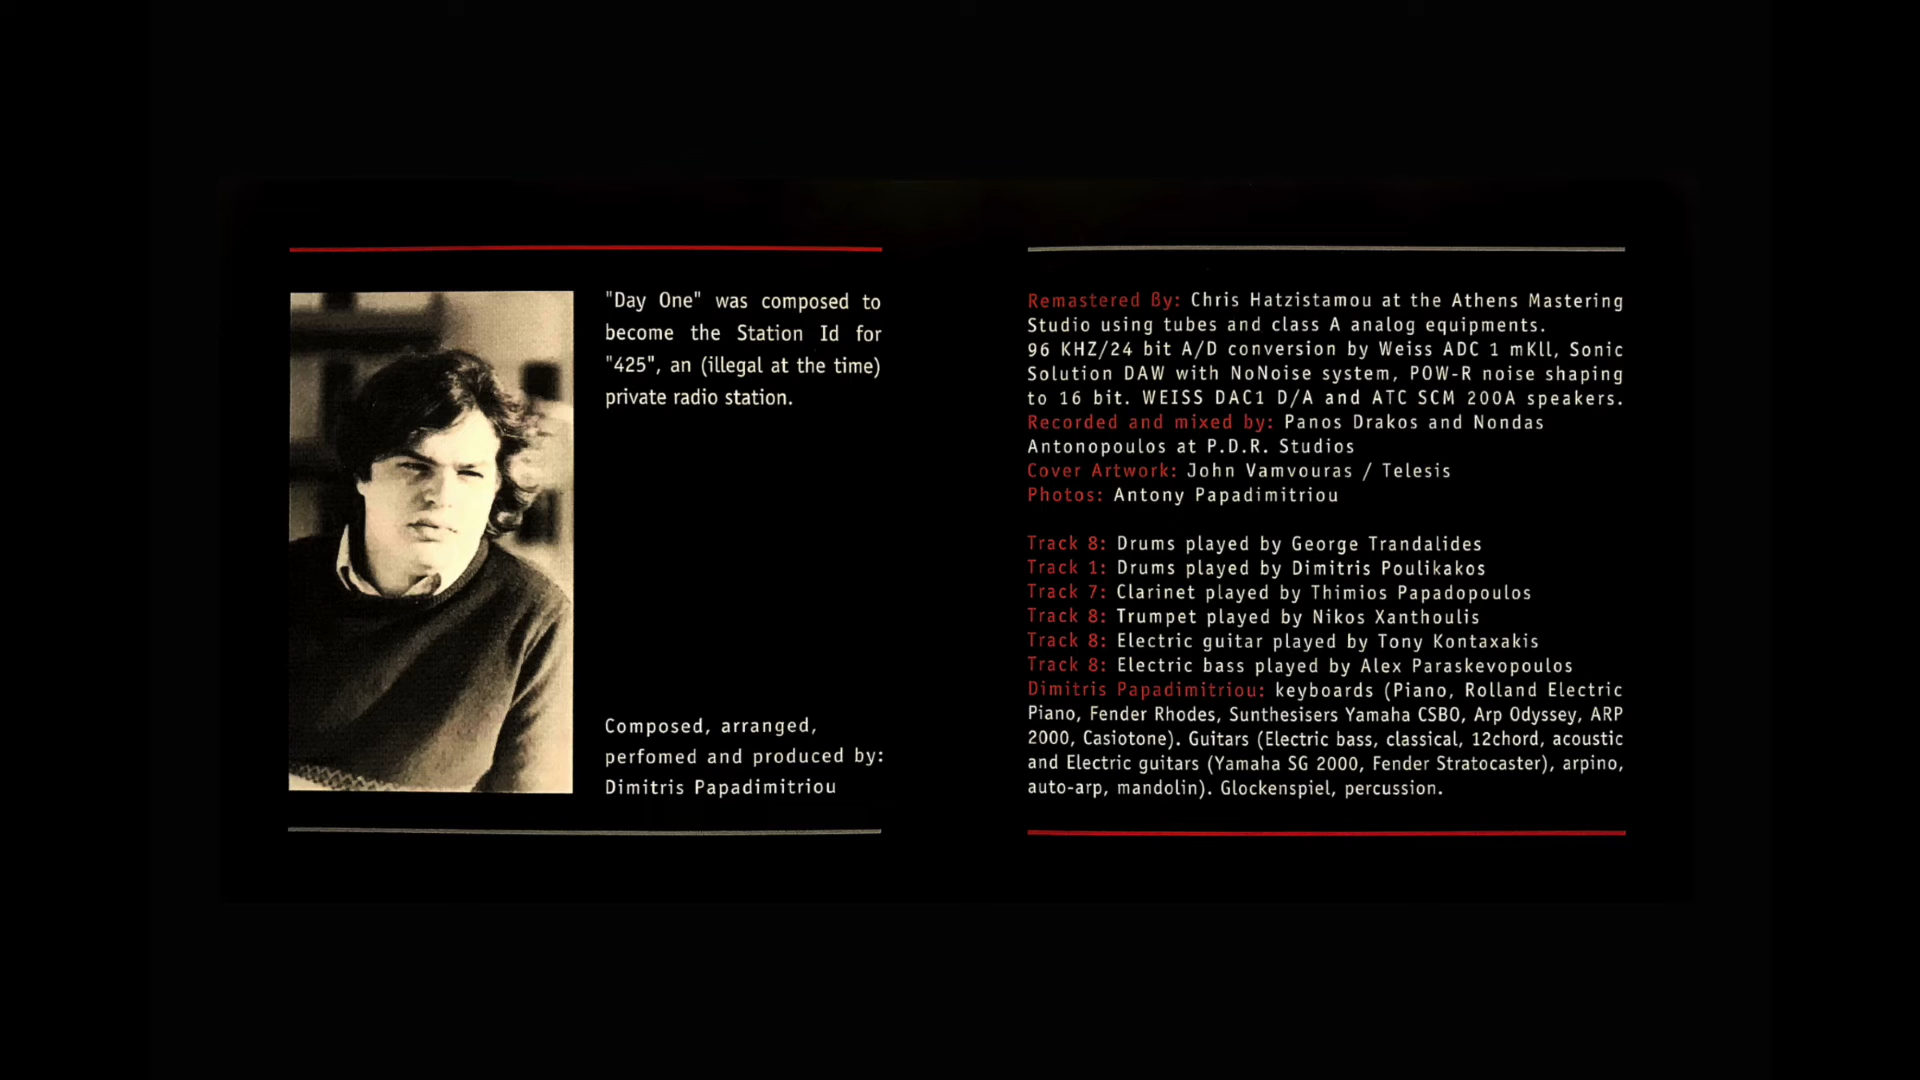 "Day One" was composed to
become the Station Id for
"425", an (illegal at the time)
private radio station.
Composed, arranged,
perfomed and produced by:
Dimitris Papadimitriou
Remastered By: Chris Hatzistamou at the Athens Mastering
Studio using tubes and class A analog equipments.
96 KHZ/24 bit A/D conversion by Weiss ADC 1 mKll, Sonic
Solution DAW with NoNoise system, POW-R noise shaping
to 16 bit. WEISS DAC1 D/A and ATC SCM 200A speakers.
Recorded and mixed by: Panos Drakos and Nondas
Antonopoulos at P.D.R. Studios
Cover Artwork: John Vamvouras / Telesis
Photos: Antony Papadimitriou
Track 8: Drums played by George Trandalides
Track 1: Drums played by Dimitris Poulikakos
Track 7: Clarinet played by Thimios Papadopoulos
Track 8: Trumpet played by Nikos Xanthoulis
Track 8: Electric guitar played by Tony Kontaxakis
Track 8: Electric bass played by Alex Paraskevopoulos
Dimitris Papadimitriou: keyboards (Piano, Rolland Electric
Piano, Fender Rhodes, Sunthesisers Yamaha CS80, Arp Odyssey, ARP
2000, Casiotone). Guitars (Electric bass, classical, 12chord, acoustic
and Electric guitars (Yamaha SG 2000, Fender Stratocaster), arpino,
auto-arp, mandolin). Glockenspiel, percussion.